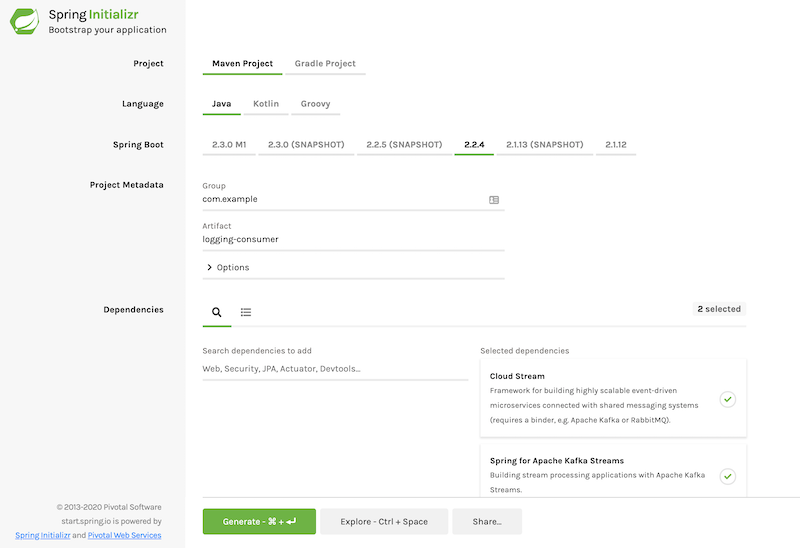 Spring Initializr
Bootstrap your application
Project
Maven Project Gradle Project
Language
Java Kotlin Groovy
Spring Boot
2.3.0 M1 2.3.0 (SNAPSHOT) 2.2.5 (SNAPSHOT) 2.2.4 2.1.13 (SNAPSHOT) 2.1.12
Project Metadata
Group
com.example
Artifact
logging-consumer
Options
Dependencies
2 selected
Search dependencies to add
Web, Security, JPA, Actuator, Devtools...
Selected dependencies
Cloud Stream
Framework for building highly scalable event-driven
microservices connected with shared messaging systems
(requires a binder, e.g. Apache Kafka or RabbitMQ).
Spring for Apache Kafka Streams
Building stream processing applications with Apache Kafka
Streams.
© 2013-2020 Pivotal Software
start.spring.io is powered by
Spring Initializr and Pivotal Web Services
Generate - ⌘ + ↵
Explore - Ctrl + Space
Share...